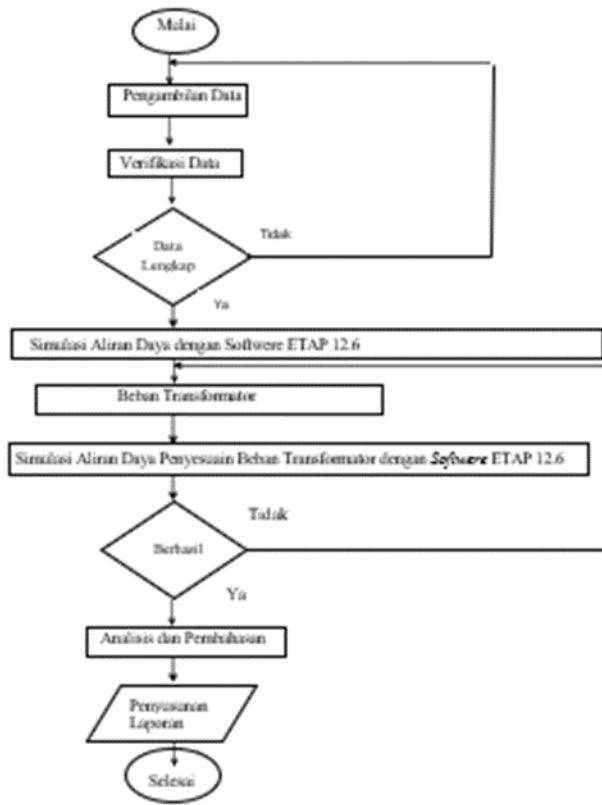 Mulai
Pengambilan Data
Verifikasi Data
Data
Lengkap
Tidak
Ya
Simulasi Aliran Daya dengan Softwere ETAP 12.6
Beban Transformator
Simulasi Aliran Daya Penyesuain Beban Transformator dengan Software ETAP 12.6
Berhasil
Tidak
Ya
Analisis dan Pembahasan
Penyusunan
Laporan
Selesai